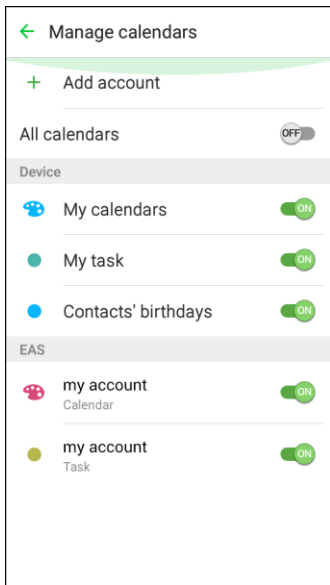 Manage calendars
Add account
All calendars
OFF
Device
My calendars
ON
My task
ON
Contacts' birthdays
ON
EAS
my account
Calendar
ON
my account
Task
ON